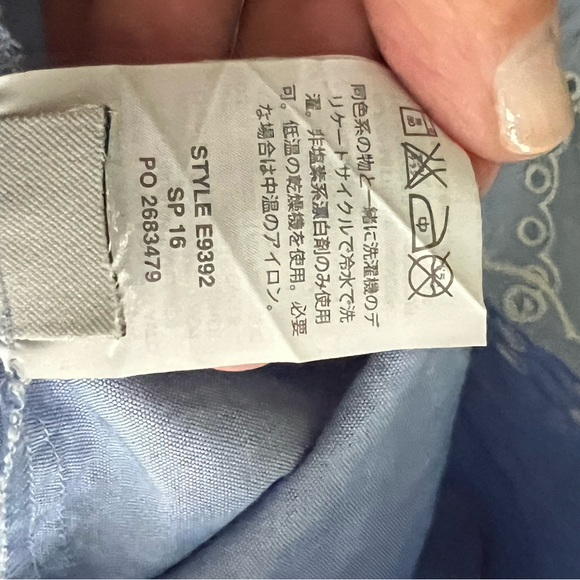 同色系の物と一緒に洗濯機のデ
リケートサイクルで冷水で洗
濯。非塩素系漂白剤のみ使用
可。低温の乾燥機を使用。必要
な場合は中温のアイロン。
STYLE E9392
SP 16
PO 2683479
中